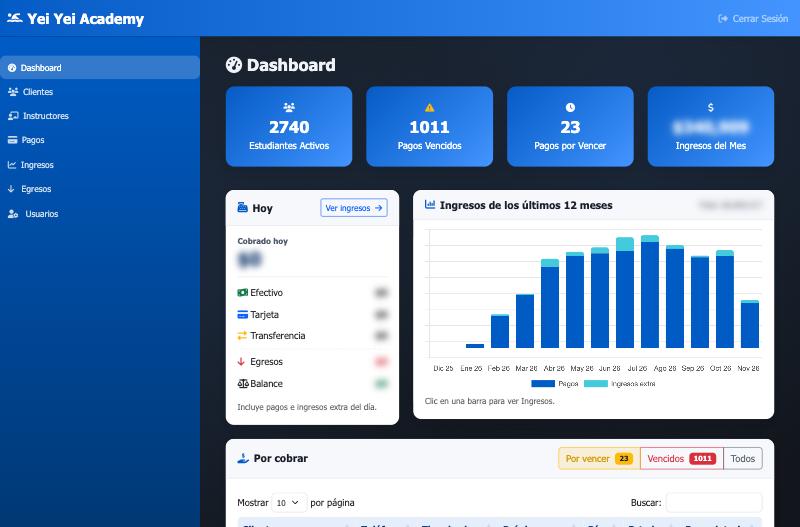 Yei Yei Academy
Cerrar Sesión
Dashboard
Clientes
Instructores
Pagos
Ingresos
Egresos
Usuarios
Dashboard
2740
Estudiantes Activos
1011
Pagos Vencidos
23
Pagos por Vencer
Ingresos del Mes
Hoy
Ver ingresos
Cobrado hoy
Efectivo
Tarjeta
Transferencia
Egresos
Balance
Incluye pagos e ingresos extra del día.
Ingresos de los últimos 12 meses
Dic 25 Ene 26 Feb 26 Mar 26 Abr 26 May 26 Jun 26 Jul 26 Ago 26 Sep 26 Oct 26 Nov 26
Pagos Ingresos extra
Clic en una barra para ver Ingresos.
Por cobrar
Por vencer 23 Vencidos 1011 Todos
Mostrar 10 por página
Buscar: